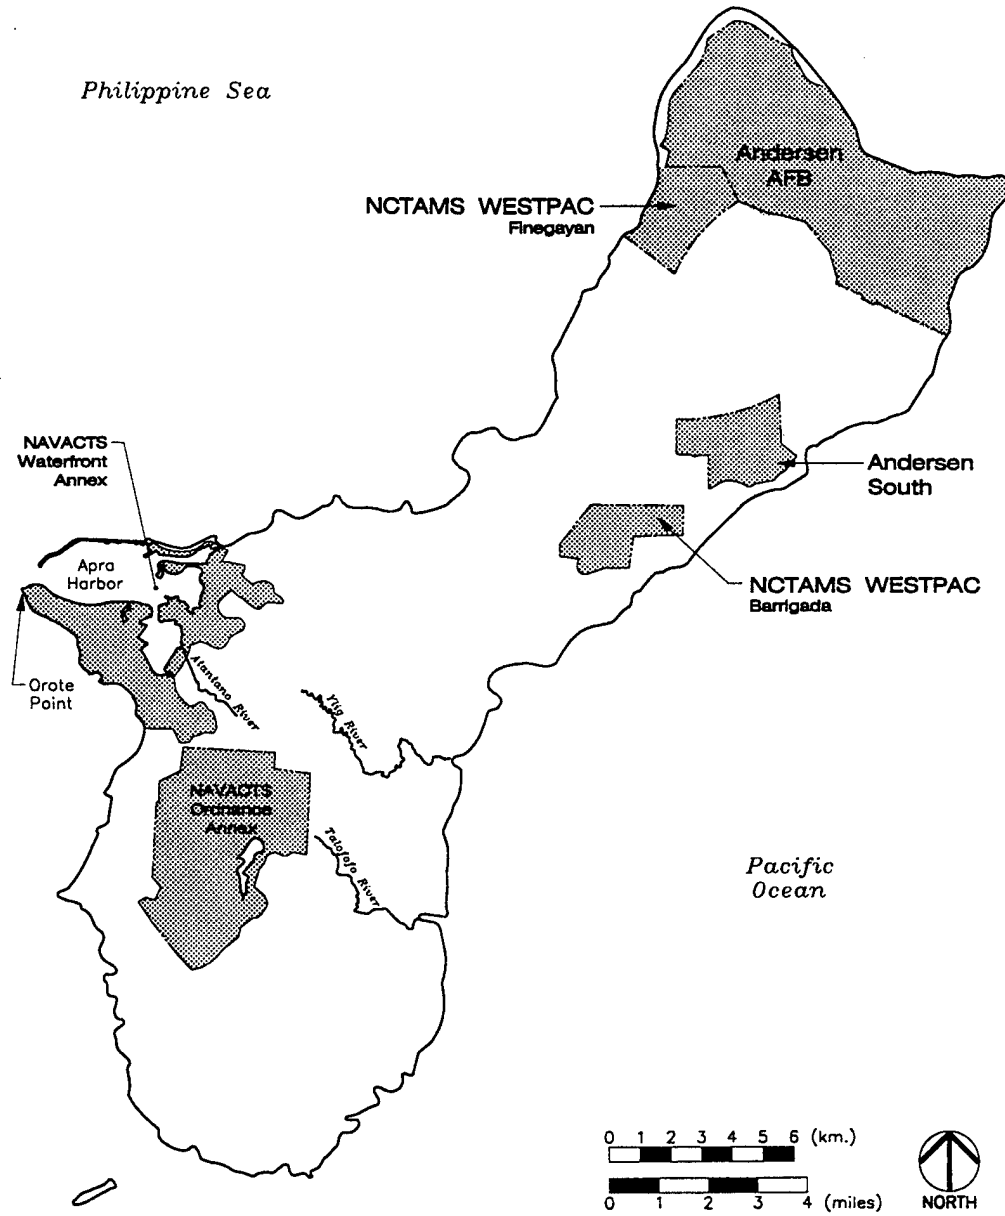 Philippine Sea
Andersen
AFB
NCTAMS WESTPAC
Finegayan
NAVACTS
Waterfront
Annex
Andersen
South
Apra
Harbor
NCTAMS WESTPAC
Barrigada
Orote
Point
Atantano River
Ylig River
NAVACTS
Ordnance
Annex
Talofofo River
Pacific
Ocean
0 1 2 3 4 5 6 (km.)
0 1 2 3 4 (miles)
NORTH